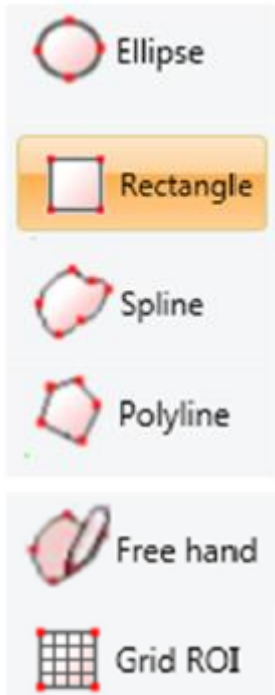 Ellipse
Rectangle
Spline
Polyline
Free hand
Grid ROI